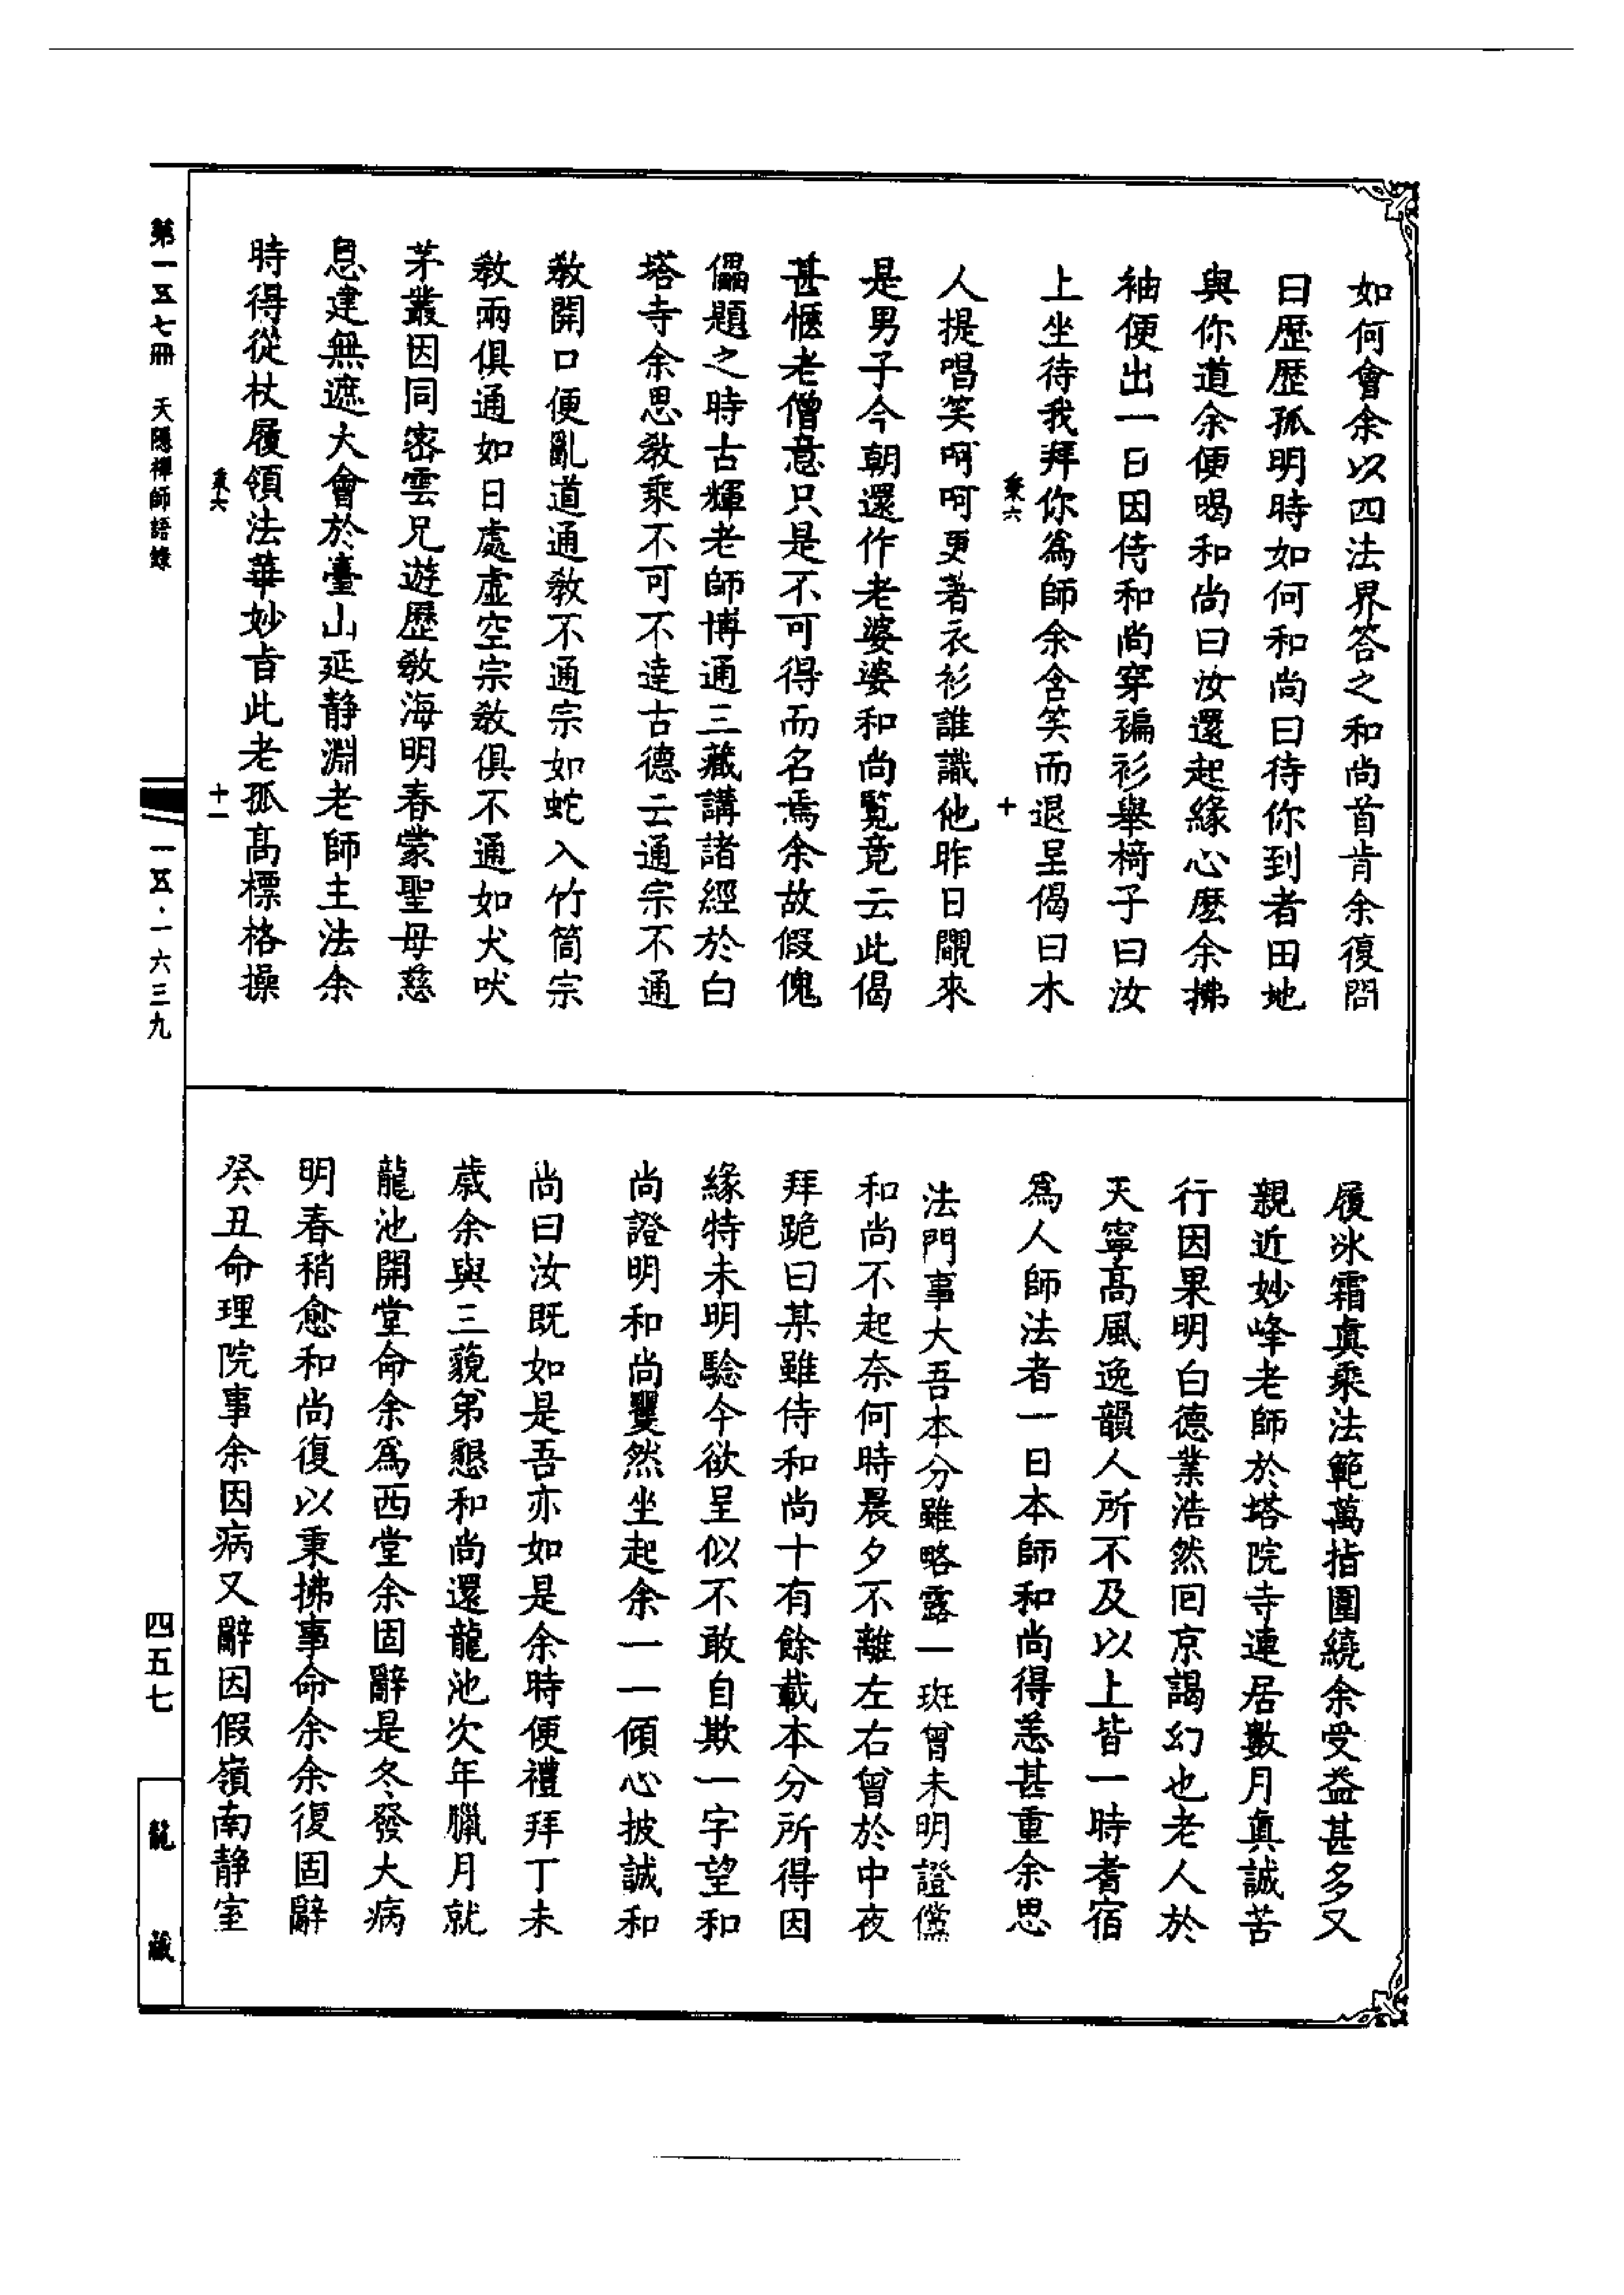 如何會余以四法界答之和尚首肯余復問
曰歷歷孤明時如何和尚曰待你到者田地
與你道余便喝和尚曰汝還起緣心麽余拂
袖便出一日因侍和尚穿褊衫舉椅子曰汝
上坐待我拜你為師余含笑而退呈偈曰木
秉六
十
人提唱笑呵呵更著衣衫誰識他昨日閙來
是男子今朝還作老婆婆和尚覧竟云此偈
甚愜老僧意只是不可得而名焉余故假傀
儡題之時古輝老師博通三藏講諸經於白
塔寺余思敎乘不可不達古德云通宗不通
敎開口便亂道通敎不通宗如蛇入竹筒宗
敎兩俱通如日處虛空宗敎俱不通如犬吠
茅叢因同密雲兄遊歷敎海明春蒙聖母慈
息建無遮大會於臺山延靜淵老師主法余
時得從杖履領法華妙旨此老孤高標格操
秉六
十一
履冰霜真乘法範萬指圍繞余受益甚多又
親近妙峰老師於塔院寺連居數月真誠苦
行因果明白德業浩然回京謁幻也老人於
天寧高風逸韻人所不及以上皆一時耆宿
為人師法者一日本師和尚得恙甚重余思
法門事大吾本分雖略露一斑曾未明證儻
和尚不起奈何時晨夕不離左右曾於中夜
拜跪曰某雖侍和尚十有餘載本分所得因
緣特未明驗今欲呈似不敢自欺一字望和
尚證明和尚矍然坐起余一一傾心披誠和
尚曰汝既如是吾亦如是余時便禮拜丁未
歲余與三藐弟懇和尚還龍池次年臘月就
龍池開堂命余為西堂余固辭是冬發大病
明春稍愈和尚復以秉拂事命余余復固辭
癸丑命理院事余因病又辭因假嶺南靜室
第一五七冊 天隱禪師語錄
一五·一六三九
四五七
龍藏